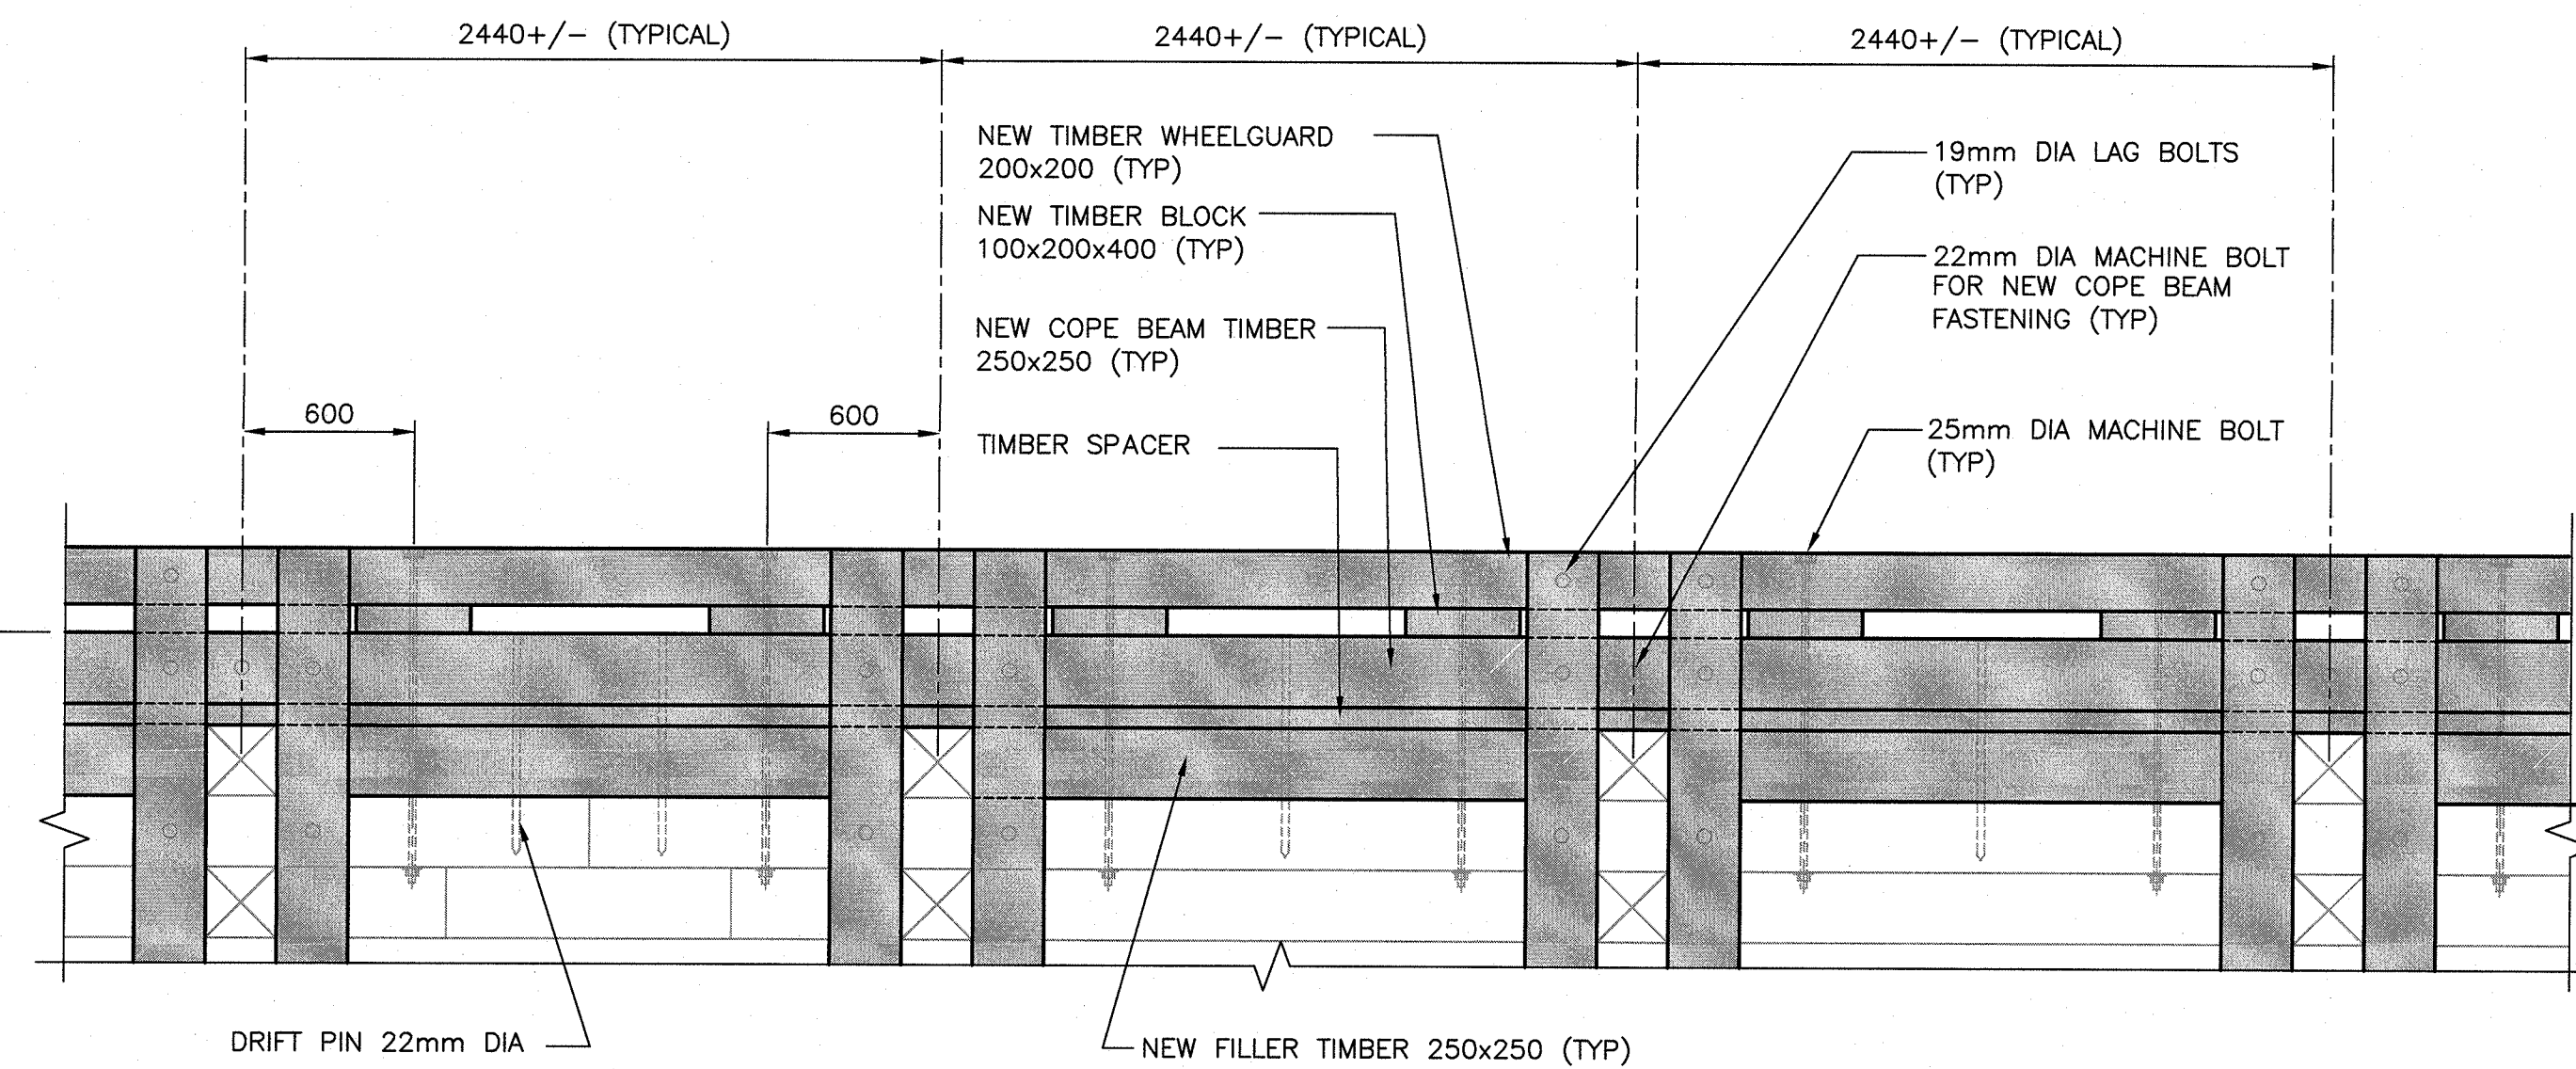 2440+/- (TYPICAL)
2440+/- (TYPICAL)
2440+/- (TYPICAL)
NEW TIMBER WHEELGUARD
200x200 (TYP)
NEW TIMBER BLOCK
100x200x400 (TYP)
NEW COPE BEAM TIMBER
250x250 (TYP)
TIMBER SPACER
19mm DIA LAG BOLTS
(TYP)
22mm DIA MACHINE BOLT
FOR NEW COPE BEAM
FASTENING (TYP)
25mm DIA MACHINE BOLT
(TYP)
600
600
DRIFT PIN 22mm DIA
NEW FILLER TIMBER 250x250 (TYP)